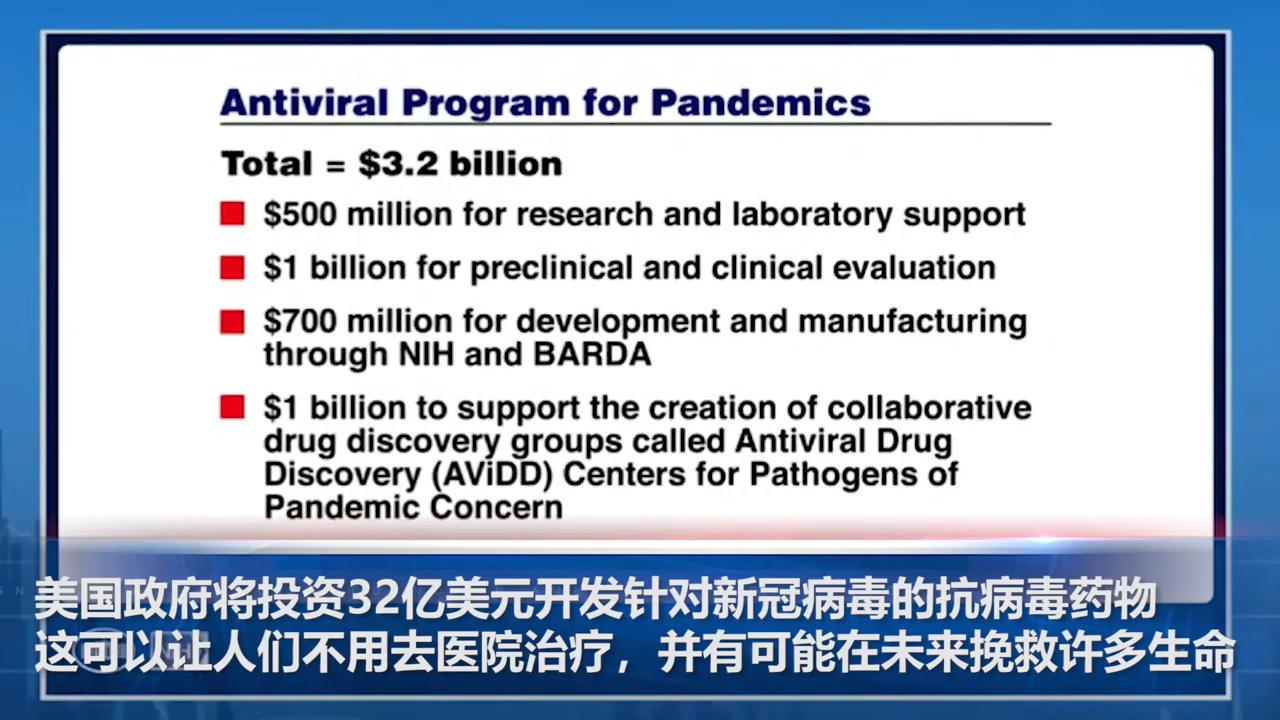 Antiviral Program for Pandemics
Total = $3.2 billion
$500 million for research and laboratory support
$1 billion for preclinical and clinical evaluation
$700 million for development and manufacturing
through NIH and BARDA
$1 billion to support the creation of collaborative
drug discovery groups called Antiviral Drug
Discovery (AViDD) Centers for Pathogens of
Pandemic Concern
美国政府将投资32亿美元开发针对新冠病毒的抗病毒药物
这可以让人们不用去医院治疗，并有可能在未来挽救许多生命